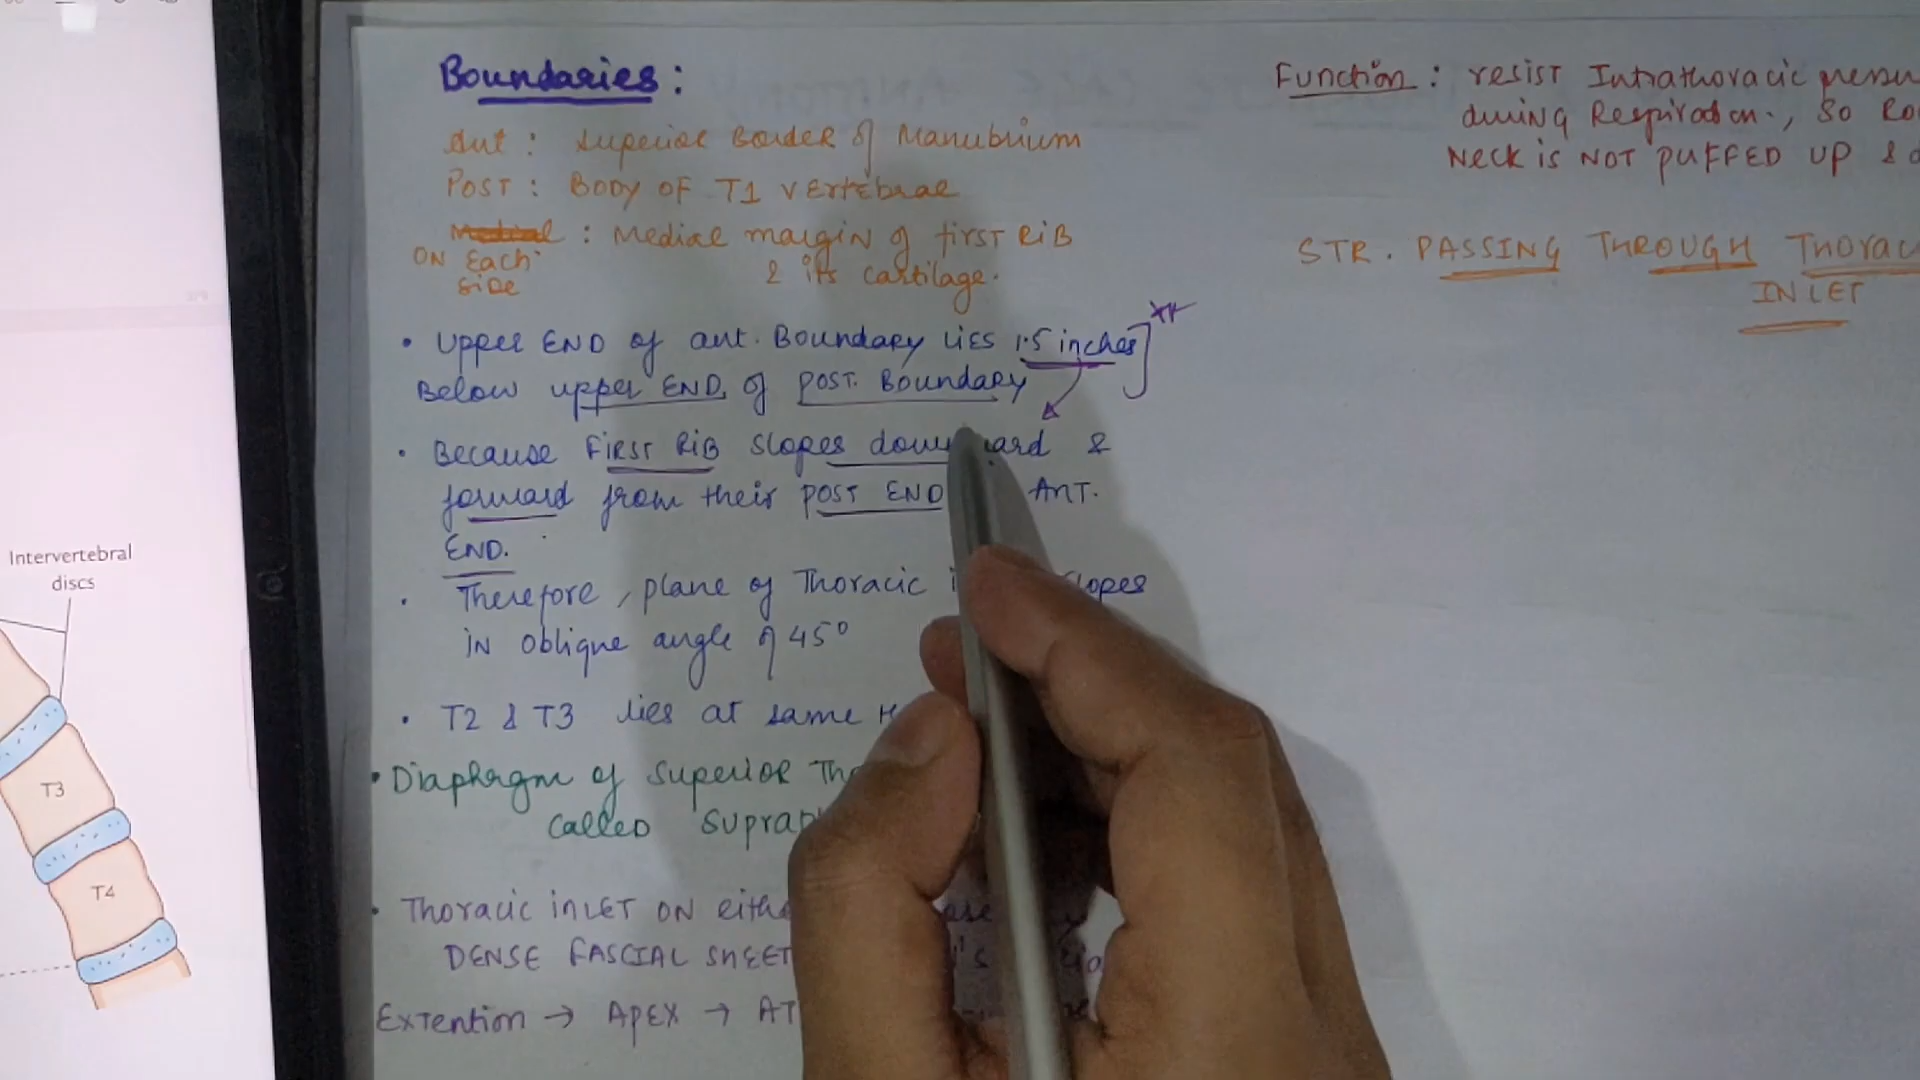 Boundaries:
Ant : Superior Border of Manubrium
POST : BODY OF T1 vertebrae
: Medial margin of first RiB
ON Each side
& its cartilage.
• Upper END of ant. Boundary lies 1.5 inches
Below upper END of POST. Boundary
• Because First RiB slopes downward &
forward from their POST END ANT.
END.
• Therefore, plane of Thoracic slopes
in oblique angle of 45°
• T2 & T3 lies at same
• Diaphragm of superior
called
• Thoracic inLET ON
DENSE FASCIAL SHEET
Extention → APEX →
Function : resist Intrathoracic
during Respiration., So
Neck is NOT PUFFED UP &
STR. PASSING THROUGH
INLET
Intervertebral
discs
T3
T4